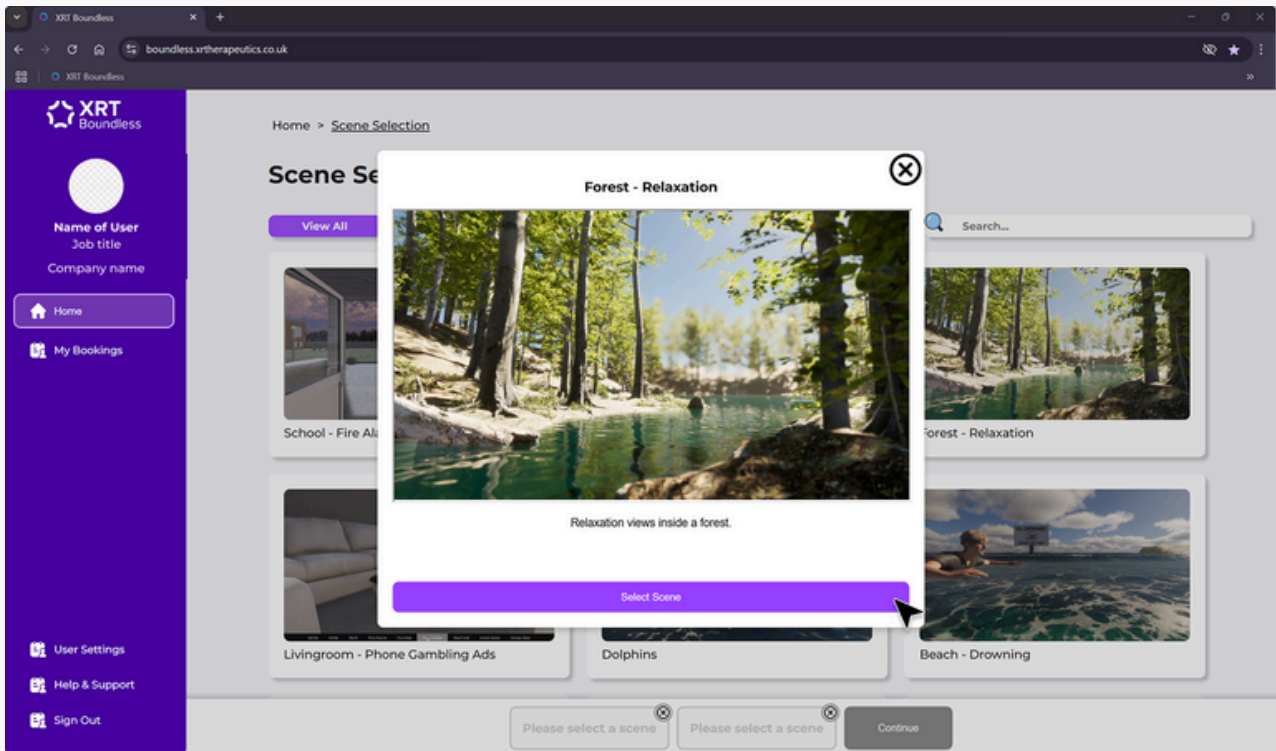 XRT Boundless
boundless.xrtherapeutics.co.uk
XRT Boundless
XRT
Boundless
Name of User
Job title
Company name
Home
My Bookings
User Settings
Help & Support
Sign Out
Home > Scene Selection
Scene Se
View All
Search...
School - Fire Ala
Forest - Relaxation
Livingroom - Phone Gambling Ads
Dolphins
Beach - Drowning
Forest - Relaxation
Relaxation views inside a forest.
Select Scene
Please select a scene
Please select a scene
Continue